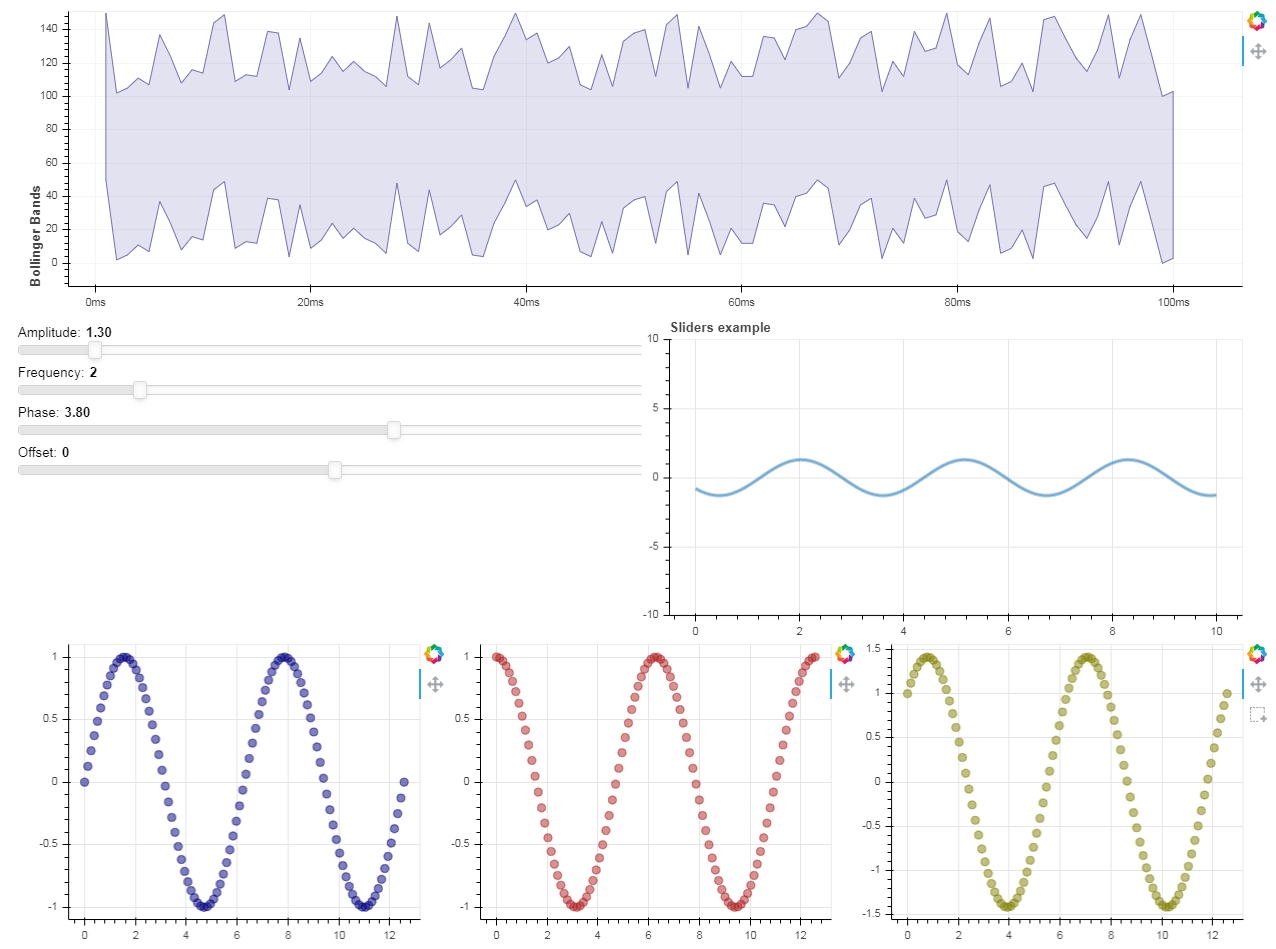 140
120
100
80
60
40
20
0
Bollinger Bands
0ms 20ms 40ms 60ms 80ms 100ms
Amplitude: 1.30
Frequency: 2
Phase: 3.80
Offset: 0
Sliders example
10
5
0
-5
-10
0 2 4 6 8 10
1
0.5
0
-0.5
-1
0 2 4 6 8 10 12
1
0.5
0
-0.5
-1
0 2 4 6 8 10 12
1.5
1
0.5
0
-0.5
-1
-1.5
0 2 4 6 8 10 12